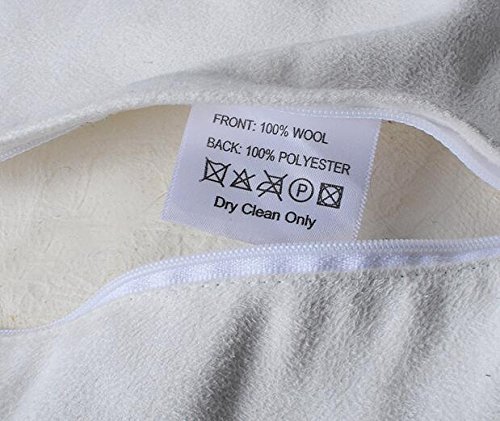 FRONT: 100% WOOL
BACK: 100% POLYESTER
P
Dry Clean Only